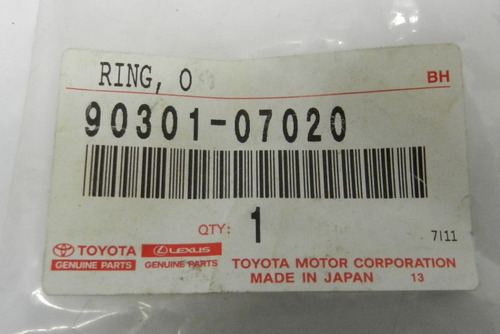 RING, O
BH
90301-07020
QTY: 1
7I11
TOYOTA LEXUS
GENUINE PARTS GENUINE PARTS
TOYOTA MOTOR CORPORATION
MADE IN JAPAN 13